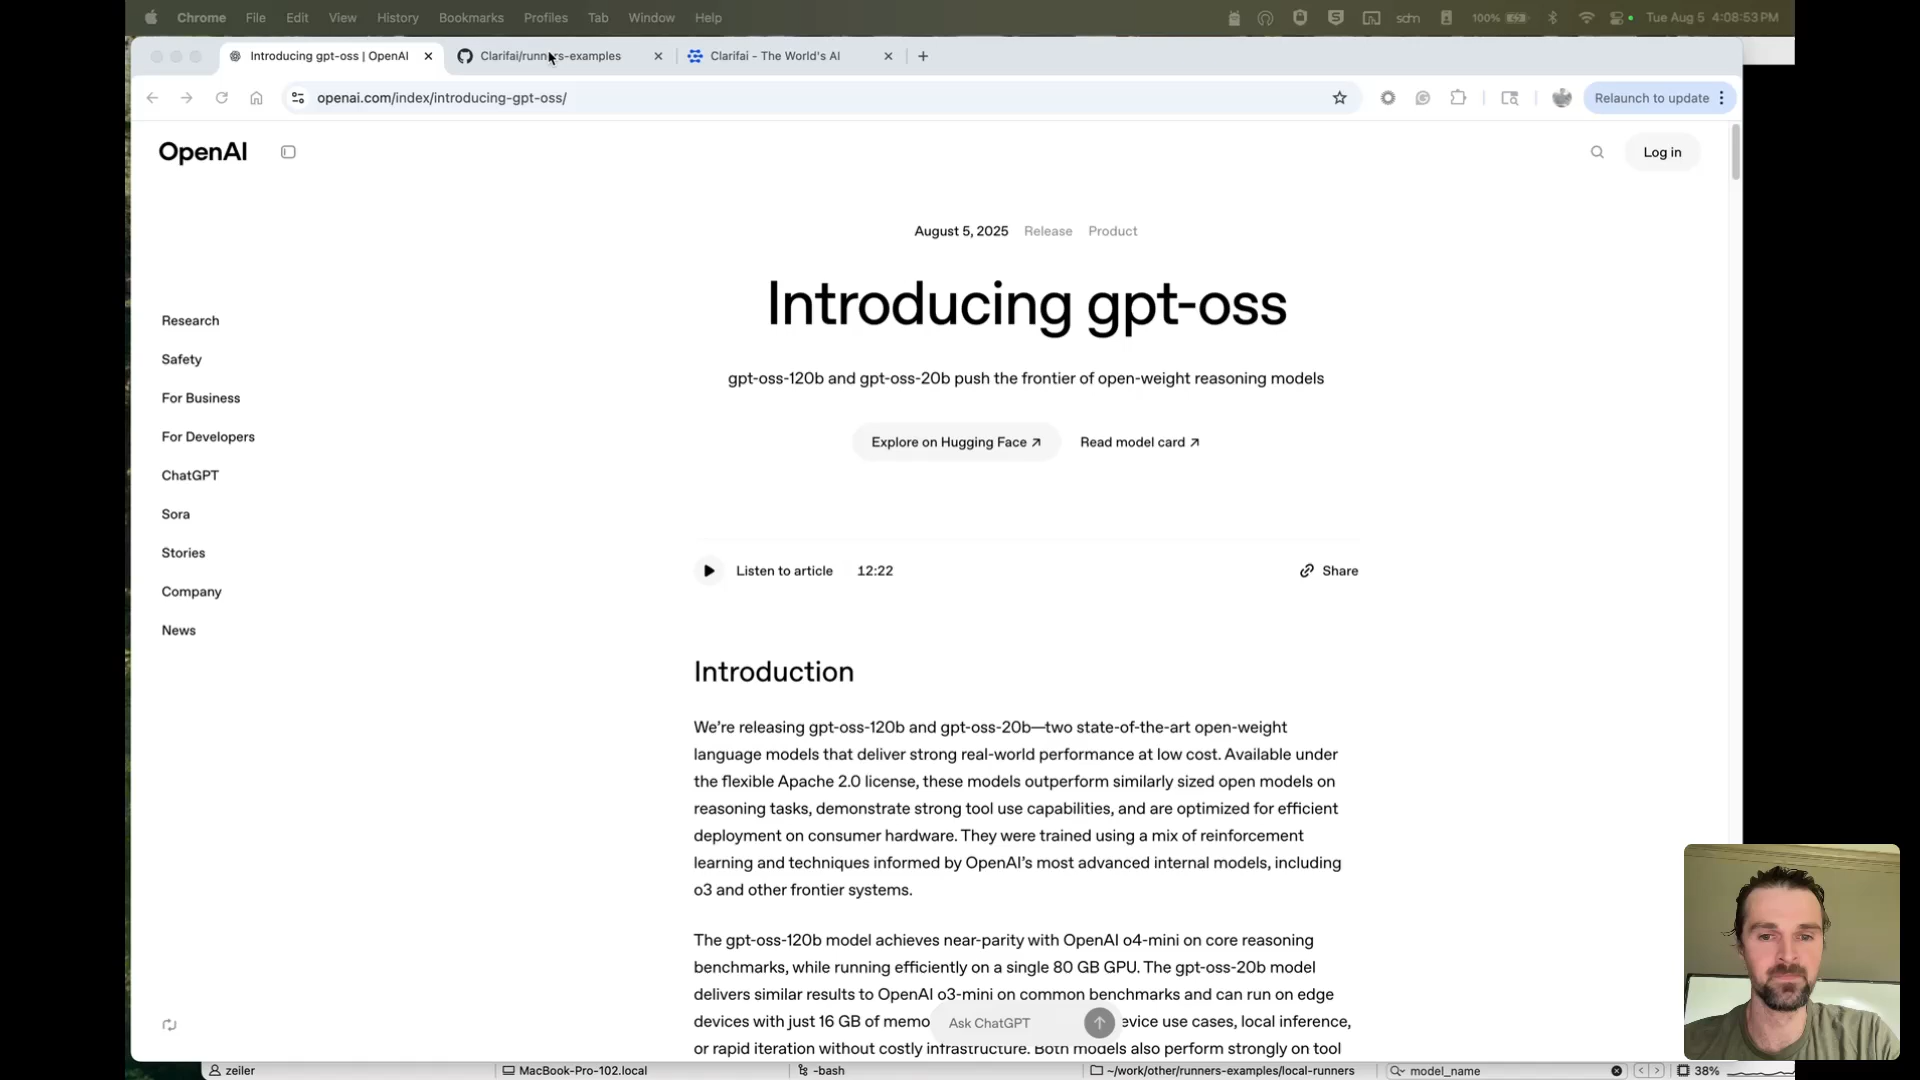 Chrome File Edit View History Bookmarks Profiles Tab Window Help sdm 100% Tue Aug 5 4:08:53 PM
Introducing gpt-oss | OpenAI Clarifai/runners-examples Clarifai - The World's AI
openai.com/index/introducing-gpt-oss/ Relaunch to update
OpenAI Log in
August 5, 2025 Release Product
Introducing gpt-oss
gpt-oss-120b and gpt-oss-20b push the frontier of open-weight reasoning models
Explore on Hugging Face ↗ Read model card ↗
Research
Safety
For Business
For Developers
ChatGPT
Sora
Stories
Company
News
Listen to article 12:22 Share
Introduction
We’re releasing gpt-oss-120b and gpt-oss-20b—two state-of-the-art open-weight
language models that deliver strong real-world performance at low cost. Available under
the flexible Apache 2.0 license, these models outperform similarly sized open models on
reasoning tasks, demonstrate strong tool use capabilities, and are optimized for efficient
deployment on consumer hardware. They were trained using a mix of reinforcement
learning and techniques informed by OpenAI’s most advanced internal models, including
o3 and other frontier systems.
The gpt-oss-120b model achieves near-parity with OpenAI o4-mini on core reasoning
benchmarks, while running efficiently on a single 80 GB GPU. The gpt-oss-20b model
delivers similar results to OpenAI o3-mini on common benchmarks and can run on edge
devices with just 16 GB of memo evice use cases, local inference,
Ask ChatGPT
or rapid iteration without costly infrastructure. Both models also perform strongly on tool
zeiler MacBook-Pro-102.local -bash ~/work/other/runners-examples/local-runners model_name 38%